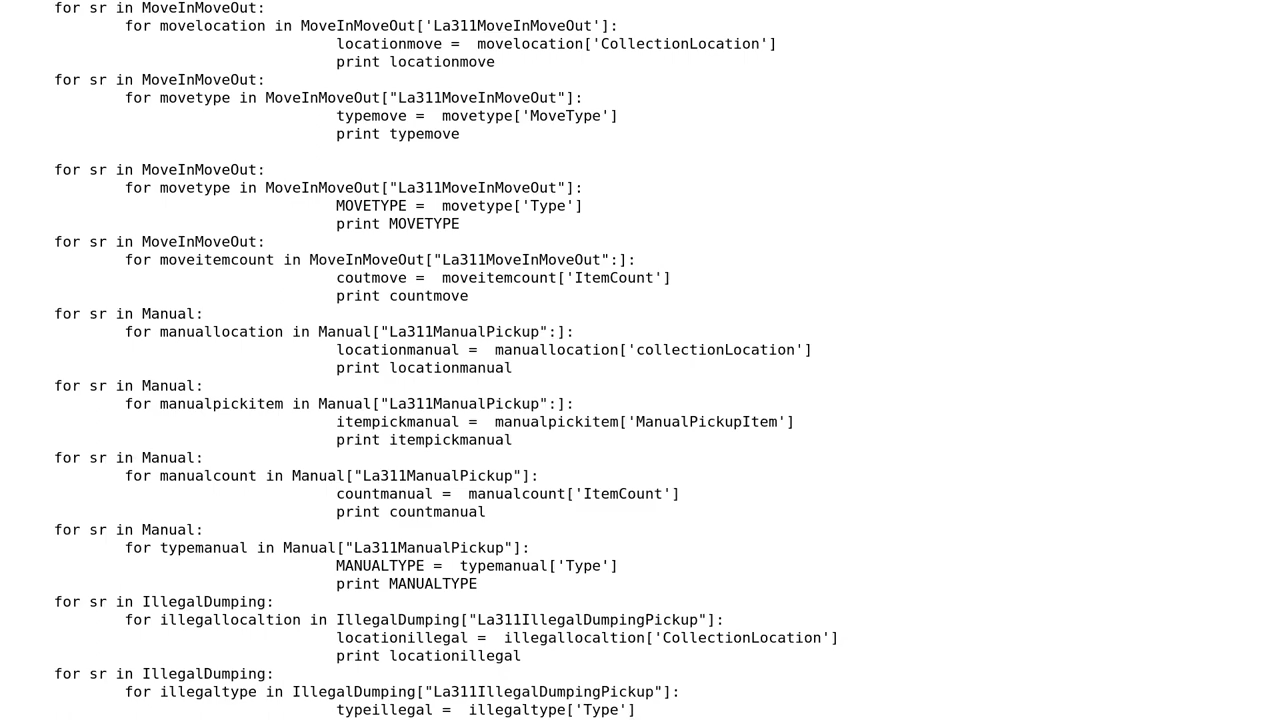 for sr in MoveInMoveOut:
for movelocation in MoveInMoveOut['La311MoveInMoveOut']:
locationmove =  movelocation['CollectionLocation']
print locationmove
for sr in MoveInMoveOut:
for movetype in MoveInMoveOut["La311MoveInMoveOut"]:
typemove =  movetype['MoveType']
print typemove
for sr in MoveInMoveOut:
for movetype in MoveInMoveOut["La311MoveInMoveOut"]:
MOVETYPE =  movetype['Type']
print MOVETYPE
for sr in MoveInMoveOut:
for moveitemcount in MoveInMoveOut["La311MoveInMoveOut":]:
coutmove =  moveitemcount['ItemCount']
print countmove
for sr in Manual:
for manuallocation in Manual["La311ManualPickup":]:
locationmanual =  manuallocation['collectionLocation']
print locationmanual
for sr in Manual:
for manualpickitem in Manual["La311ManualPickup":]:
itempickmanual =  manualpickitem['ManualPickupItem']
print itempickmanual
for sr in Manual:
for manualcount in Manual["La311ManualPickup"]:
countmanual =  manualcount['ItemCount']
print countmanual
for sr in Manual:
for typemanual in Manual["La311ManualPickup"]:
MANUALTYPE =  typemanual['Type']
print MANUALTYPE
for sr in IllegalDumping:
for illegallocaltion in IllegalDumping["La311IllegalDumpingPickup"]:
locationillegal =  illegallocaltion['CollectionLocation']
print locationillegal
for sr in IllegalDumping:
for illegaltype in IllegalDumping["La311IllegalDumpingPickup"]:
typeillegal =  illegaltype['Type']